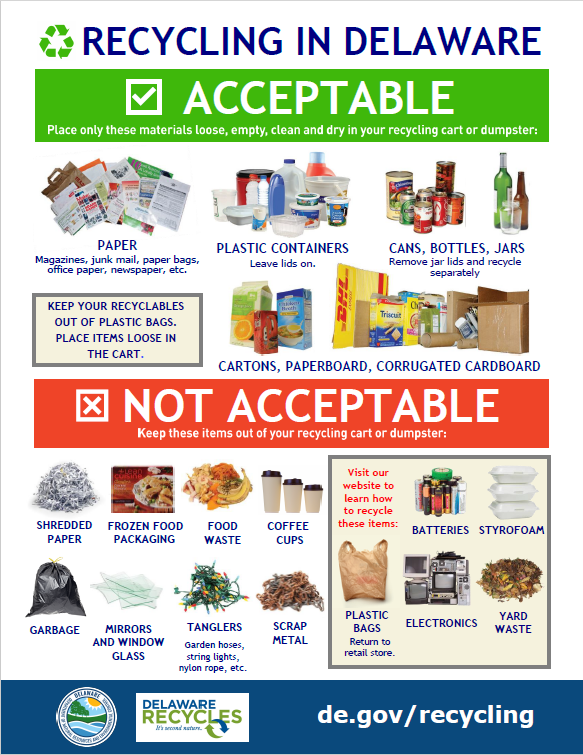 RECYCLING IN DELAWARE
ACCEPTABLE
Place only these materials loose, empty, clean and dry in your recycling cart or dumpster:
PAPER
Magazines, junk mail, paper bags,
office paper, newspaper, etc.
PLASTIC CONTAINERS
Leave lids on.
CANS, BOTTLES, JARS
Remove jar lids and recycle
separately
KEEP YOUR RECYCLABLES
OUT OF PLASTIC BAGS.
PLACE ITEMS LOOSE IN
THE CART.
DHL
Triscuit
CARTONS, PAPERBOARD, CORRUGATED CARDBOARD
NOT ACCEPTABLE
Keep these items out of your recycling cart or dumpster:
SHREDDED
PAPER
FROZEN FOOD
PACKAGING
FOOD
WASTE
COFFEE
CUPS
GARBAGE
MIRRORS
AND WINDOW
GLASS
TANGLERS
Garden hoses,
string lights,
nylon rope, etc.
SCRAP
METAL
Visit our
website to
learn how
to recycle
these items:
BATTERIES
STYROFOAM
PLASTIC
BAGS
Return to
retail store.
ELECTRONICS
YARD
WASTE
DELAWARE
DELAWARE
RECYCLES
It's second nature.
de.gov/recycling